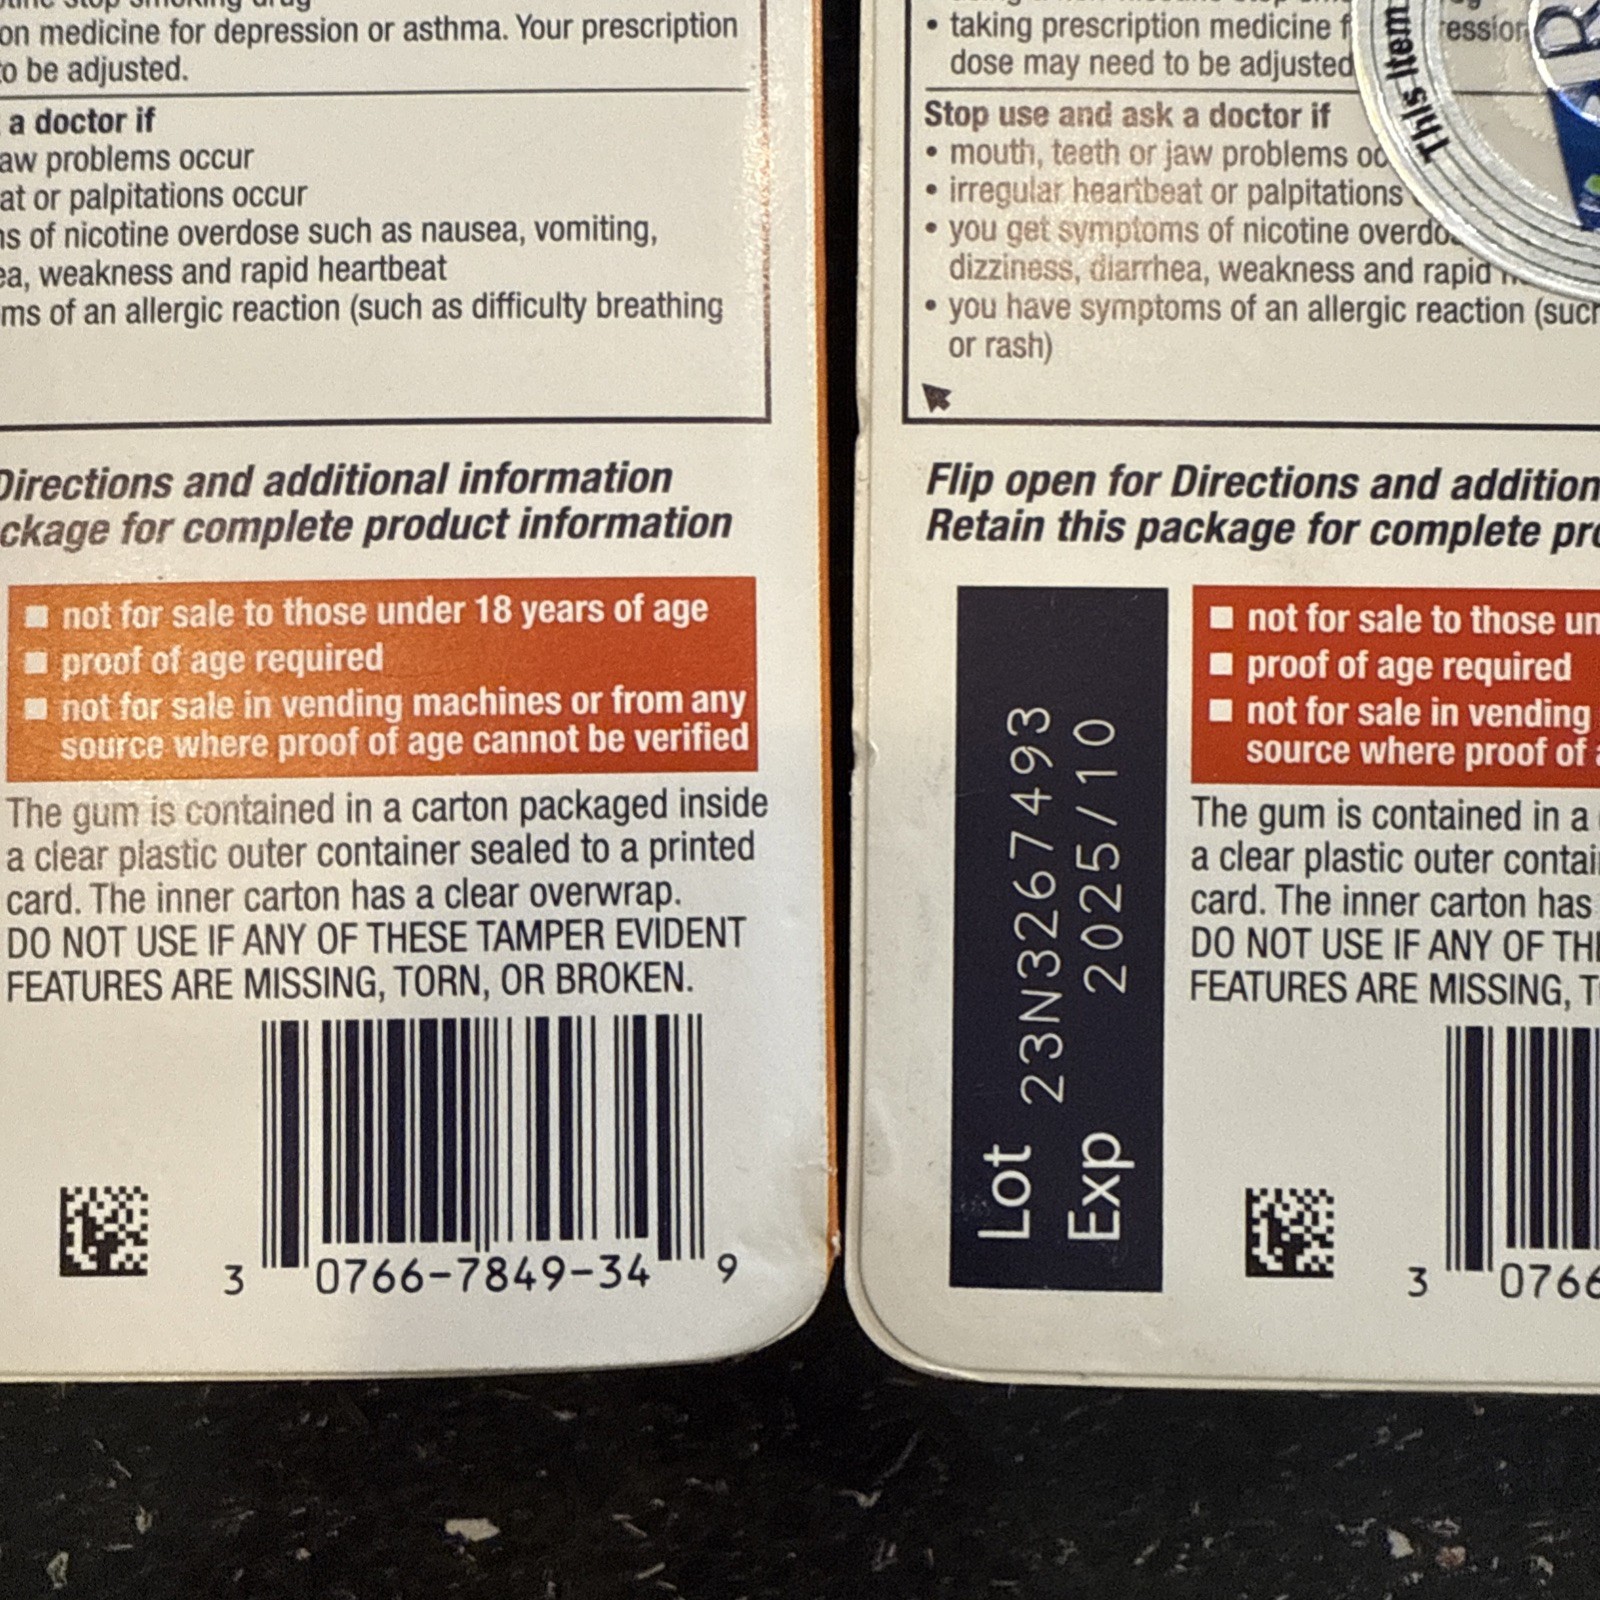 on medicine for depression or asthma. Your prescription
to be adjusted.
a doctor if
aw problems occur
at or palpitations occur
ns of nicotine overdose such as nausea, vomiting,
ea, weakness and rapid heartbeat
ms of an allergic reaction (such as difficulty breathing
Directions and additional information
ckage for complete product information
■ not for sale to those under 18 years of age
■ proof of age required
■ not for sale in vending machines or from any
source where proof of age cannot be verified
The gum is contained in a carton packaged inside
a clear plastic outer container sealed to a printed
card. The inner carton has a clear overwrap.
DO NOT USE IF ANY OF THESE TAMPER EVIDENT
FEATURES ARE MISSING, TORN, OR BROKEN.
3 0766-7849-34 9
• taking prescription medicine f ression
dose may need to be adjusted
This Item
R
Stop use and ask a doctor if
• mouth, teeth or jaw problems oc
• irregular heartbeat or palpitations
• you get symptoms of nicotine overdo
dizziness, diarrhea, weakness and rapid
• you have symptoms of an allergic reaction (such
or rash)
Flip open for Directions and addition
Retain this package for complete pro
Lot 23N3267493
Exp 2025/10
■ not for sale to those un
■ proof of age required
■ not for sale in vending
source where proof of a
The gum is contained in a
a clear plastic outer contai
card. The inner carton has
DO NOT USE IF ANY OF THE
FEATURES ARE MISSING, T
3 0766